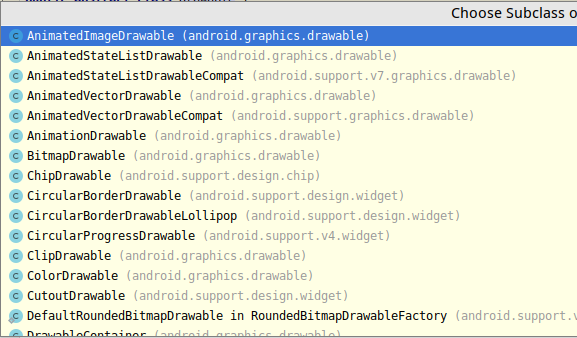 Choose Subclass o
C AnimatedImageDrawable (android.graphics.drawable)
C AnimatedStateListDrawable (android.graphics.drawable)
C AnimatedStateListDrawableCompat (android.support.v7.graphics.drawable)
C AnimatedVectorDrawable (android.graphics.drawable)
C AnimatedVectorDrawableCompat (android.support.graphics.drawable)
C AnimationDrawable (android.graphics.drawable)
C BitmapDrawable (android.graphics.drawable)
C ChipDrawable (android.support.design.chip)
C CircularBorderDrawable (android.support.design.widget)
C CircularBorderDrawableLollipop (android.support.design.widget)
C CircularProgressDrawable (android.support.v4.widget)
C ClipDrawable (android.graphics.drawable)
C ColorDrawable (android.graphics.drawable)
C CutoutDrawable (android.support.design.widget)
C DefaultRoundedBitmapDrawable in RoundedBitmapDrawableFactory (android.support.v
C DrawableContainer (android.graphics.drawable)